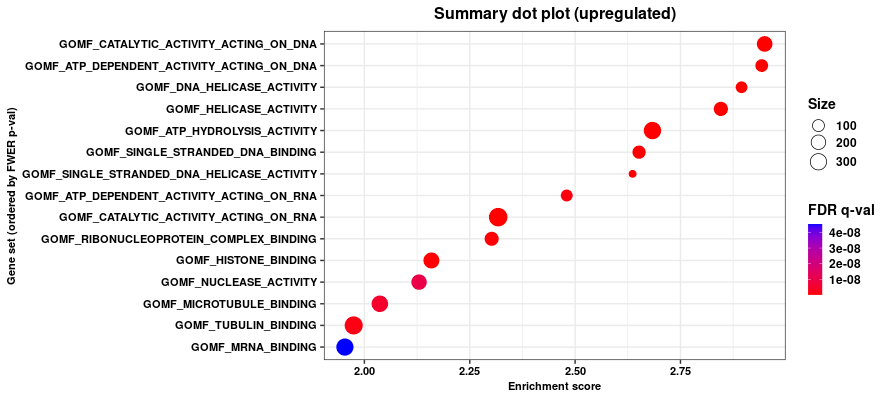 Summary dot plot (upregulated)
Gene set (ordered by FWER p-val)
GOMF_CATALYTIC_ACTIVITY_ACTING_ON_DNA
GOMF_ATP_DEPENDENT_ACTIVITY_ACTING_ON_DNA
GOMF_DNA_HELICASE_ACTIVITY
GOMF_HELICASE_ACTIVITY
GOMF_ATP_HYDROLYSIS_ACTIVITY
GOMF_SINGLE_STRANDED_DNA_BINDING
GOMF_SINGLE_STRANDED_DNA_HELICASE_ACTIVITY
GOMF_ATP_DEPENDENT_ACTIVITY_ACTING_ON_RNA
GOMF_CATALYTIC_ACTIVITY_ACTING_ON_RNA
GOMF_RIBONUCLEOPROTEIN_COMPLEX_BINDING
GOMF_HISTONE_BINDING
GOMF_NUCLEASE_ACTIVITY
GOMF_MICROTUBULE_BINDING
GOMF_TUBULIN_BINDING
GOMF_MRNA_BINDING
2.00 2.25 2.50 2.75
Enrichment score
Size
100
200
300
FDR q-val
4e-08
3e-08
2e-08
1e-08